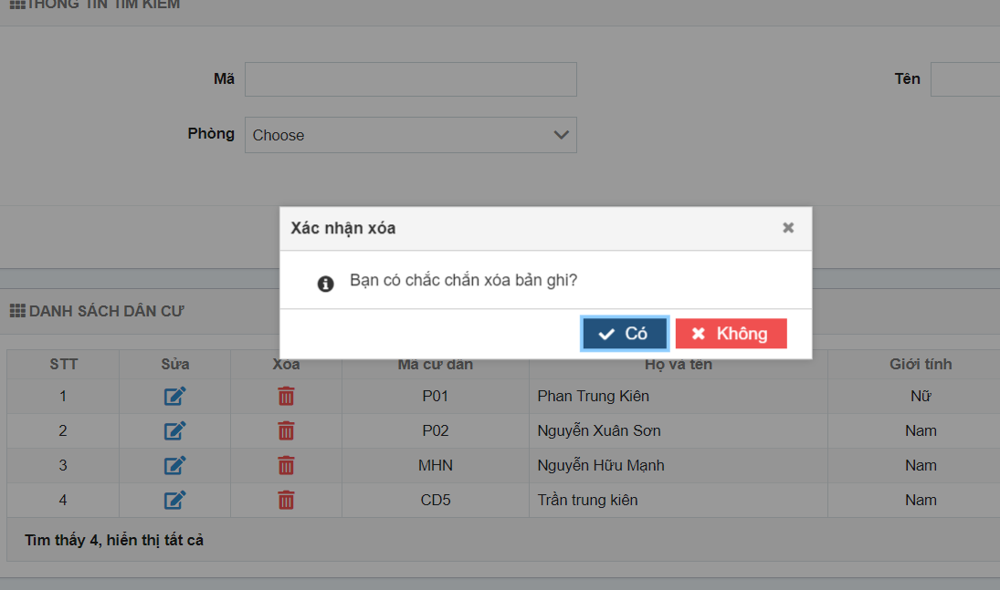 THÔNG TIN TÌM KIẾM
Mã
Tên
Phòng
Choose
Xác nhận xóa
Bạn có chắc chắn xóa bản ghi?
Có
Không
DANH SÁCH DÂN CƯ
STT Sửa Xóa Mã cư dân Họ và tên Giới tính
1 P01 Phan Trung Kiên Nữ
2 P02 Nguyễn Xuân Sơn Nam
3 MHN Nguyễn Hữu Mạnh Nam
4 CD5 Trần trung kiên Nam
Tìm thấy 4, hiển thị tất cả